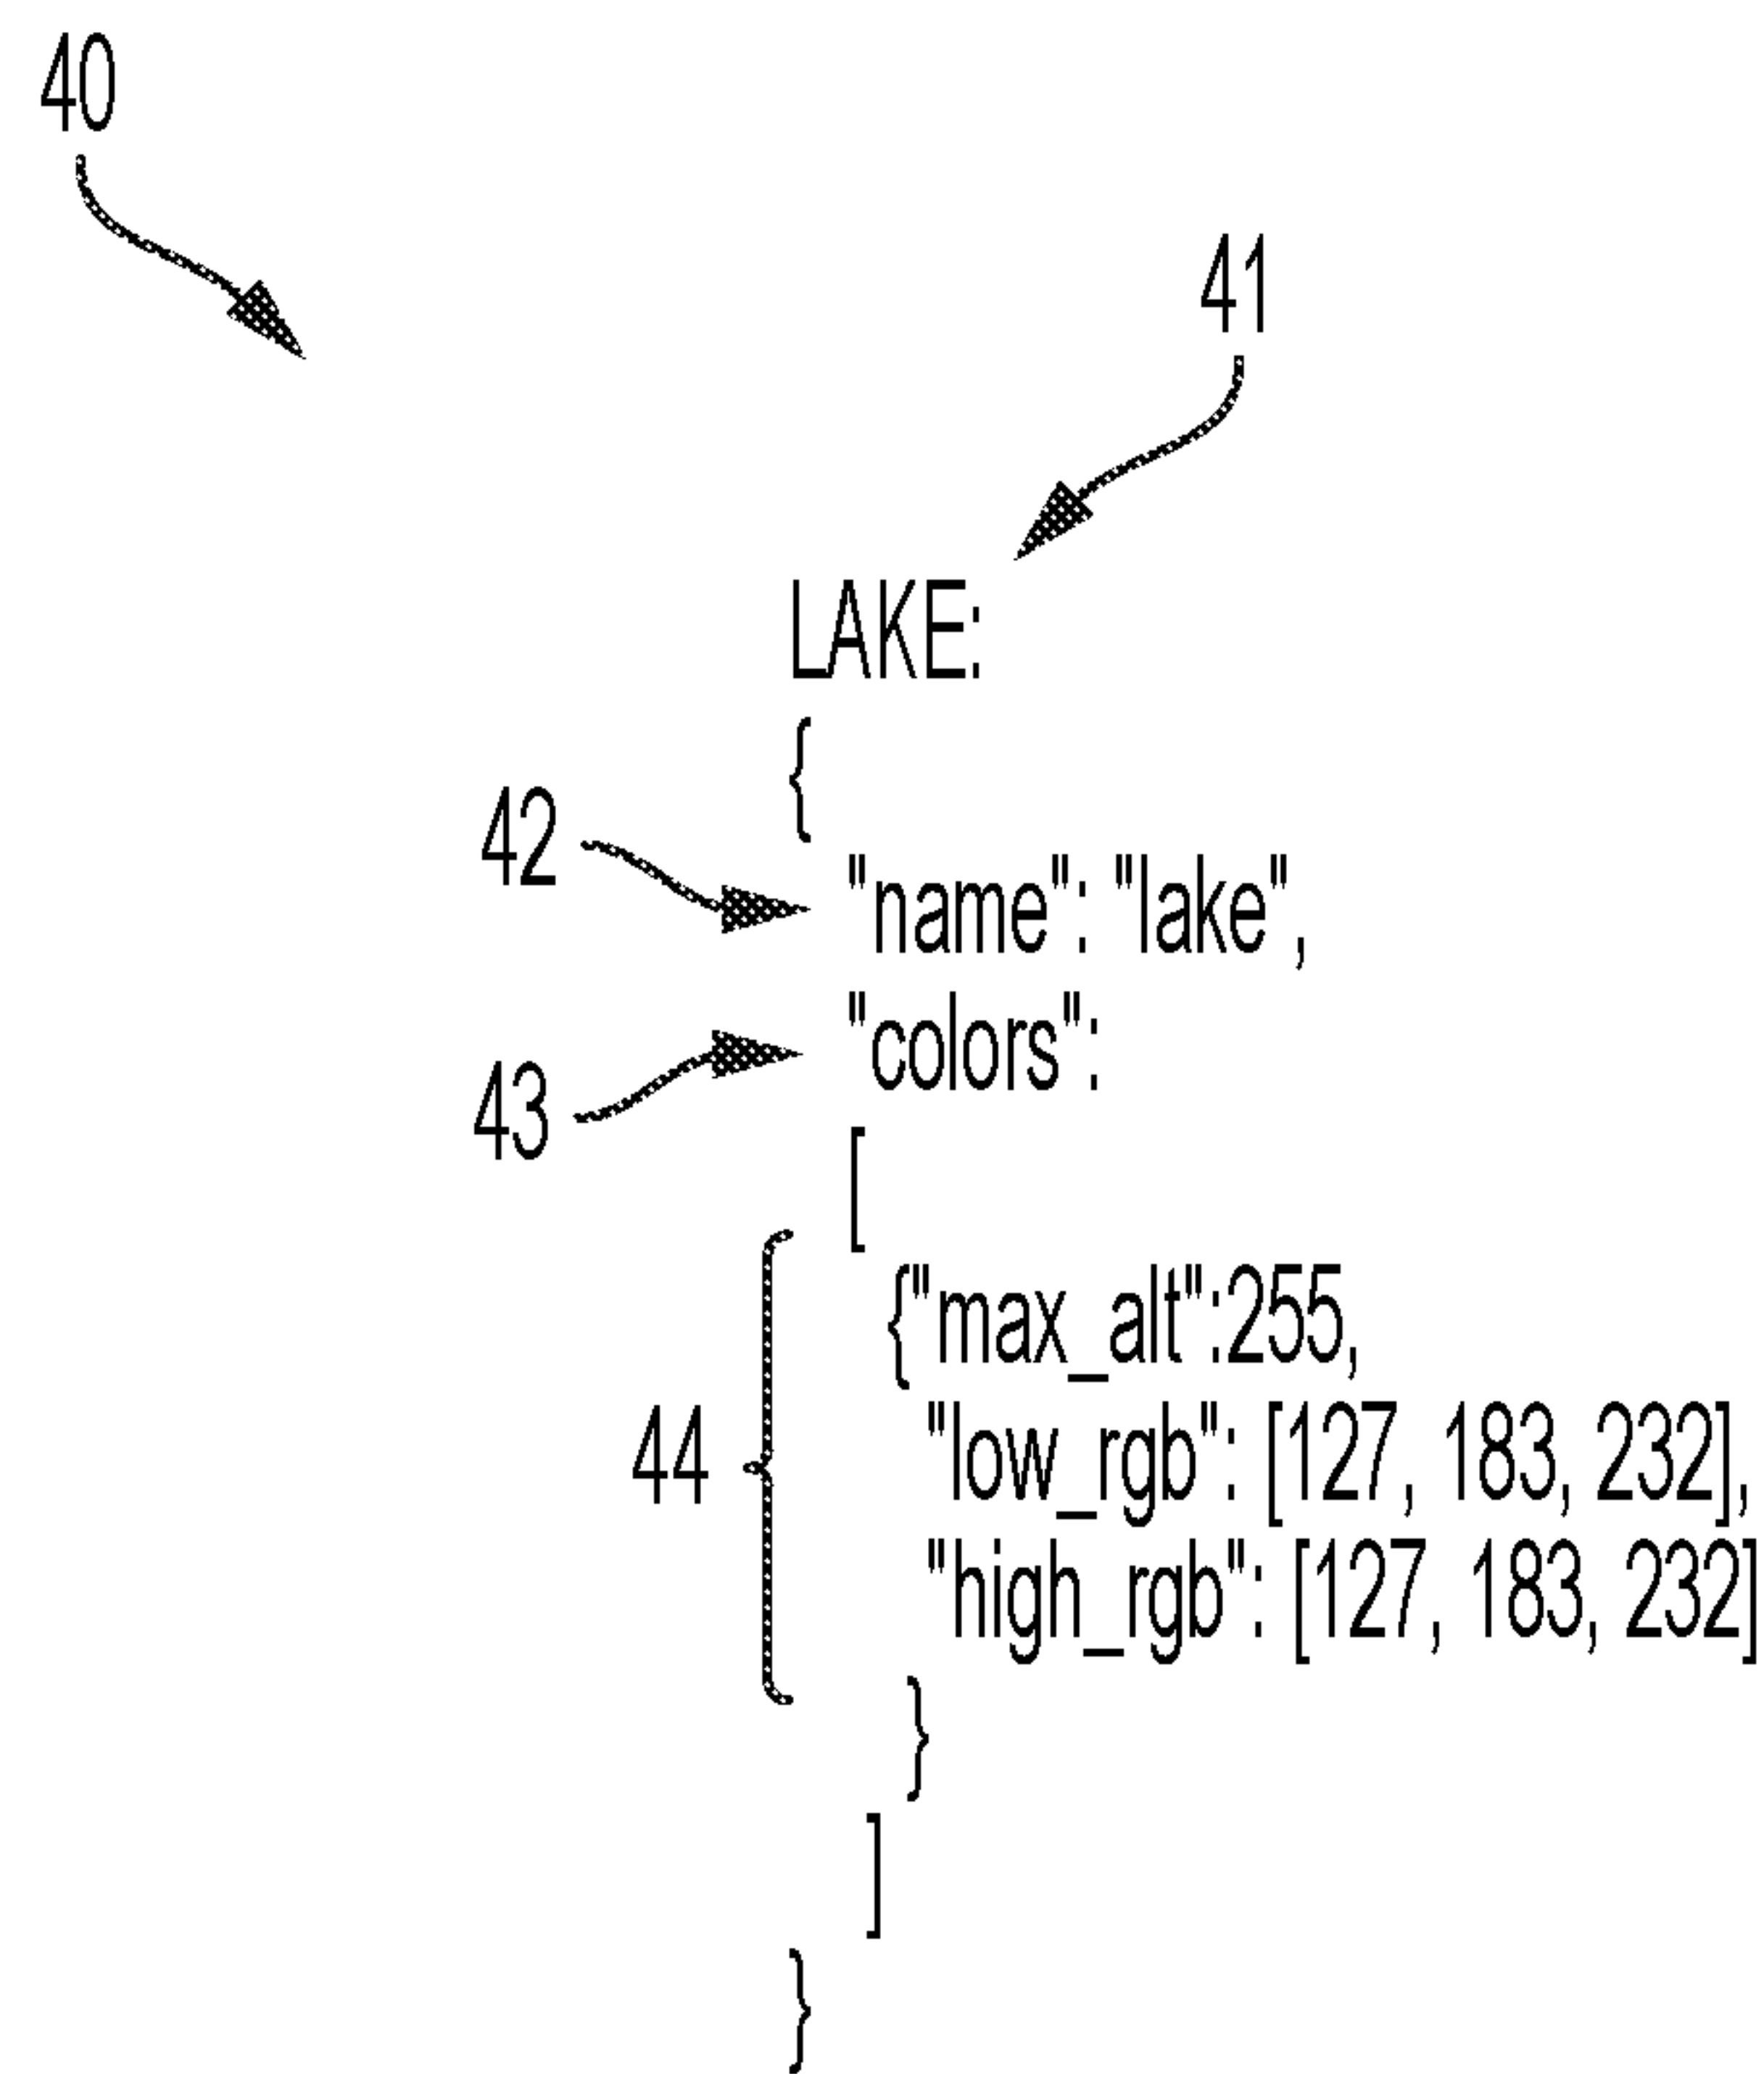 40
41
LAKE:
{
42
"name": "lake",
"colors":
43
[
{"max_alt":255,
44
"low_rgb": [127, 183, 232],
"high_rgb": [127, 183, 232]
}
]
}